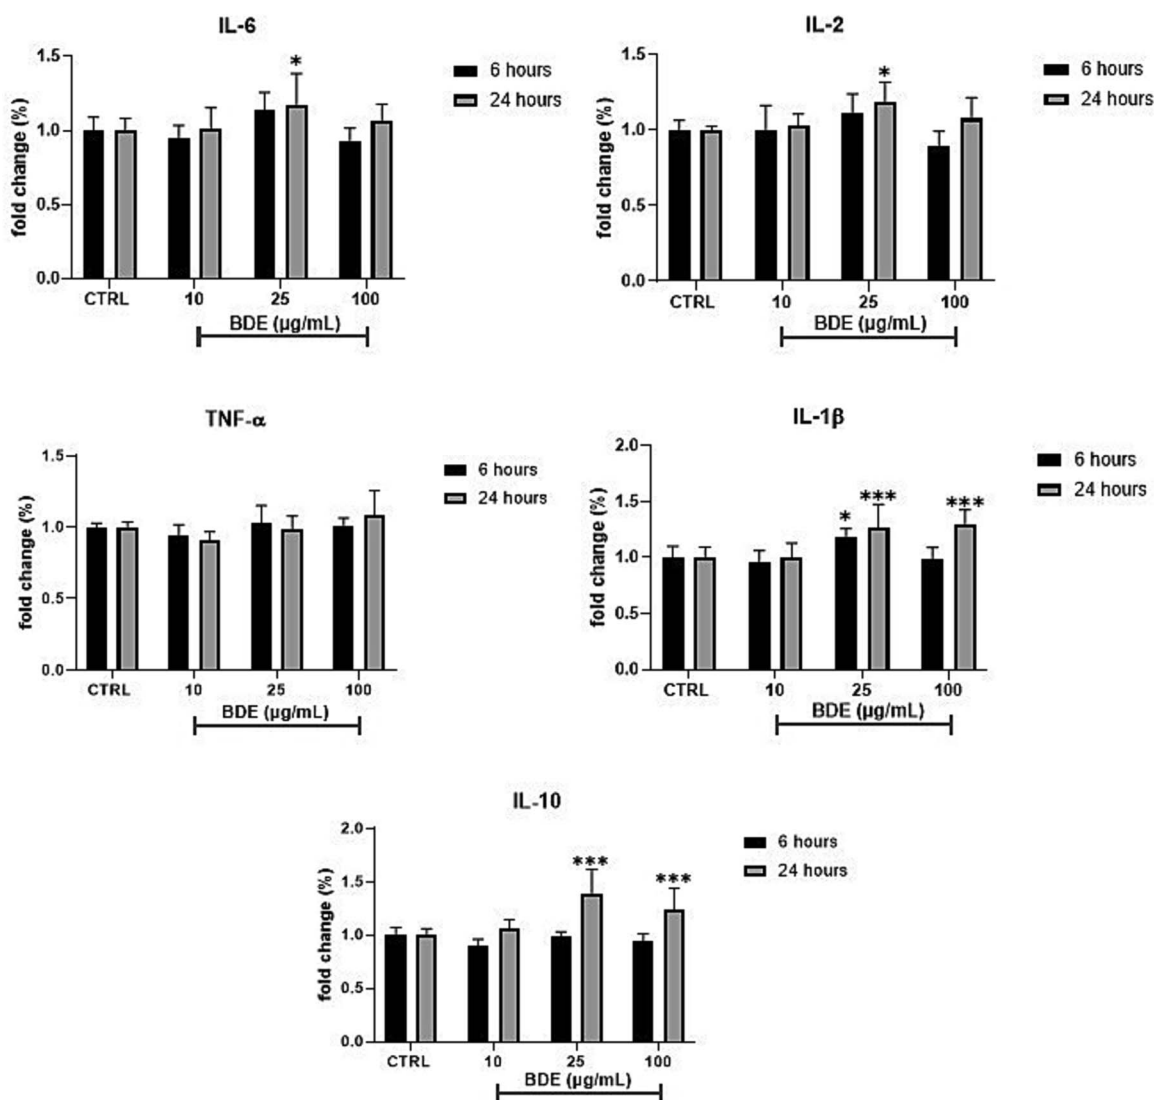 IL-6
1.5
1.0
0.5
0.0
fold change (%)
*
6 hours
24 hours
CTRL 10 25 100
BDE (µg/mL)
IL-2
1.5
1.0
0.5
0.0
fold change (%)
*
6 hours
24 hours
CTRL 10 25 100
BDE (µg/mL)
TNF-α
1.5
1.0
0.5
0.0
fold change (%)
6 hours
24 hours
CTRL 10 25 100
BDE (µg/mL)
IL-1β
2.0
1.5
1.0
0.5
0.0
fold change (%)
* *** ***
6 hours
24 hours
CTRL 10 25 100
BDE (µg/mL)
IL-10
2.0
1.5
1.0
0.5
0.0
fold change (%)
*** ***
6 hours
24 hours
CTRL 10 25 100
BDE (µg/mL)